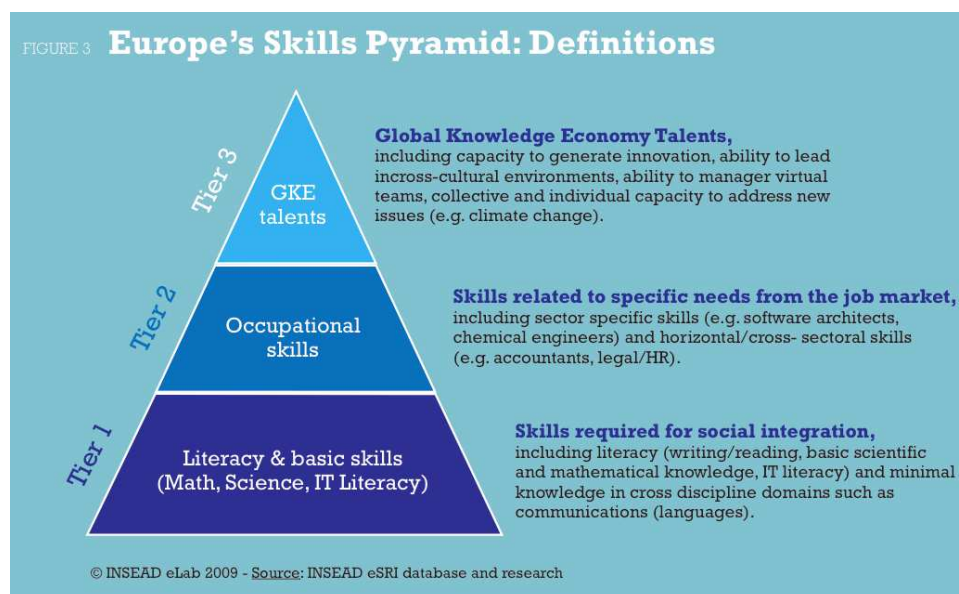 FIGURE 3 Europe's Skills Pyramid: Definitions
Tier 3
GKE
talents
Global Knowledge Economy Talents,
including capacity to generate innovation, ability to lead
incross-cultural environments, ability to manager virtual
teams, collective and individual capacity to address new
issues (e.g. climate change).
Tier 2
Occupational
skills
Skills related to specific needs from the job market,
including sector specific skills (e.g. software architects,
chemical engineers) and horizontal/cross- sectoral skills
(e.g. accountants, legal/HR).
Tier 1
Literacy & basic skills
(Math, Science, IT Literacy)
Skills required for social integration,
including literacy (writing/reading, basic scientific
and mathematical knowledge, IT literacy) and minimal
knowledge in cross discipline domains such as
communications (languages).
© INSEAD eLab 2009 - Source: INSEAD eSRI database and research